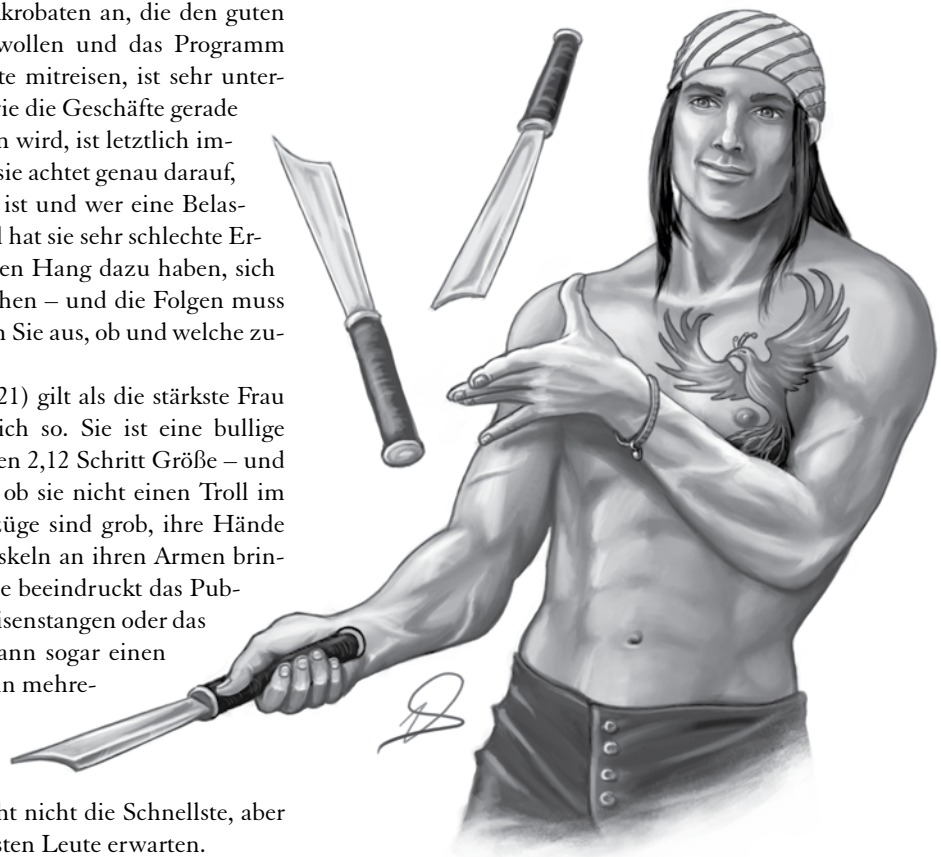 krobaten an, die den guten
wollen und das Programm
te mitreisen, ist sehr unter-
ie die Geschäfte gerade
n wird, ist letztlich im-
sie achtet genau darauf,
ist und wer eine Belas-
l hat sie sehr schlechte Er-
en Hang dazu haben, sich
hen – und die Folgen muss
n Sie aus, ob und welche zu-
21) gilt als die stärkste Frau
ich so. Sie ist eine bullige
en 2,12 Schritt Größe – und
ob sie nicht einen Troll im
züge sind grob, ihre Hände
skeln an ihren Armen brin-
e beeindruckt das Pub-
isenstangen oder das
ann sogar einen
in mehre-
ht nicht die Schnellste, aber
sten Leute erwarten.